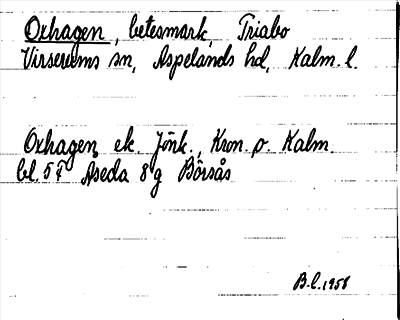 Oxhagen, betesmark, Triabo
Virserums sn, Aspelands hd, Kalm. l.
Oxhagen, ek. Jönk., Kron. o. Kalm.
bl. 5 F Åseda 8 g Börsås
B.l. 1958